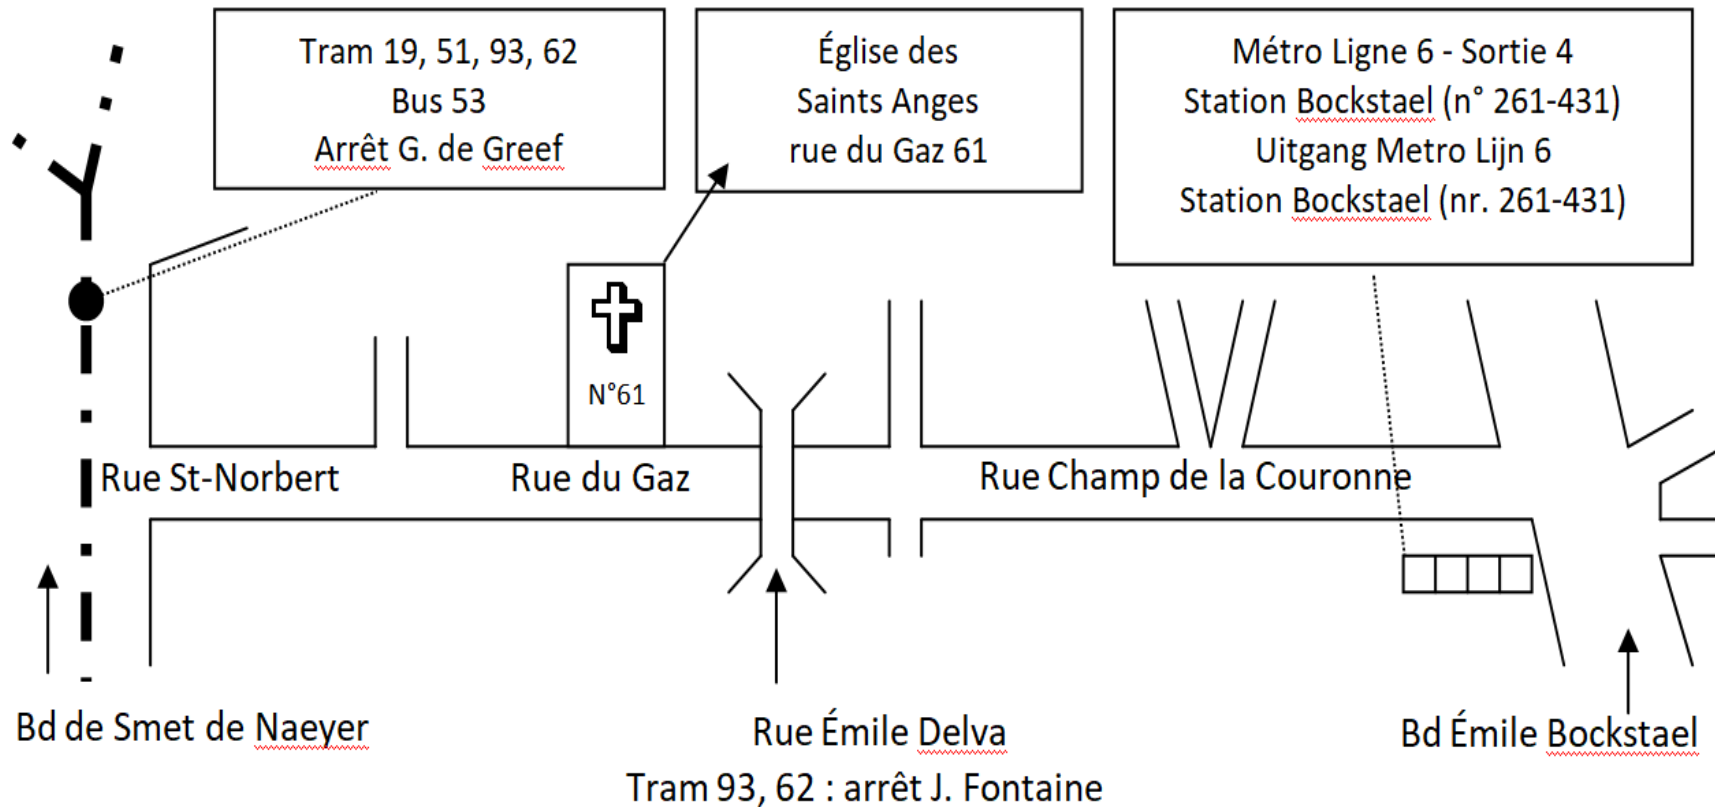 Tram 19, 51, 93, 62
Bus 53
Arrêt G. de Greef
Église des
Saints Anges
rue du Gaz 61
Métro Ligne 6 - Sortie 4
Station Bockstael (n° 261-431)
Uitgang Metro Lijn 6
Station Bockstael (nr. 261-431)
N°61
Rue St-Norbert
Rue du Gaz
Rue Champ de la Couronne
Bd de Smet de Naeyer
Rue Émile Delva
Tram 93, 62 : arrêt J. Fontaine
Bd Émile Bockstael